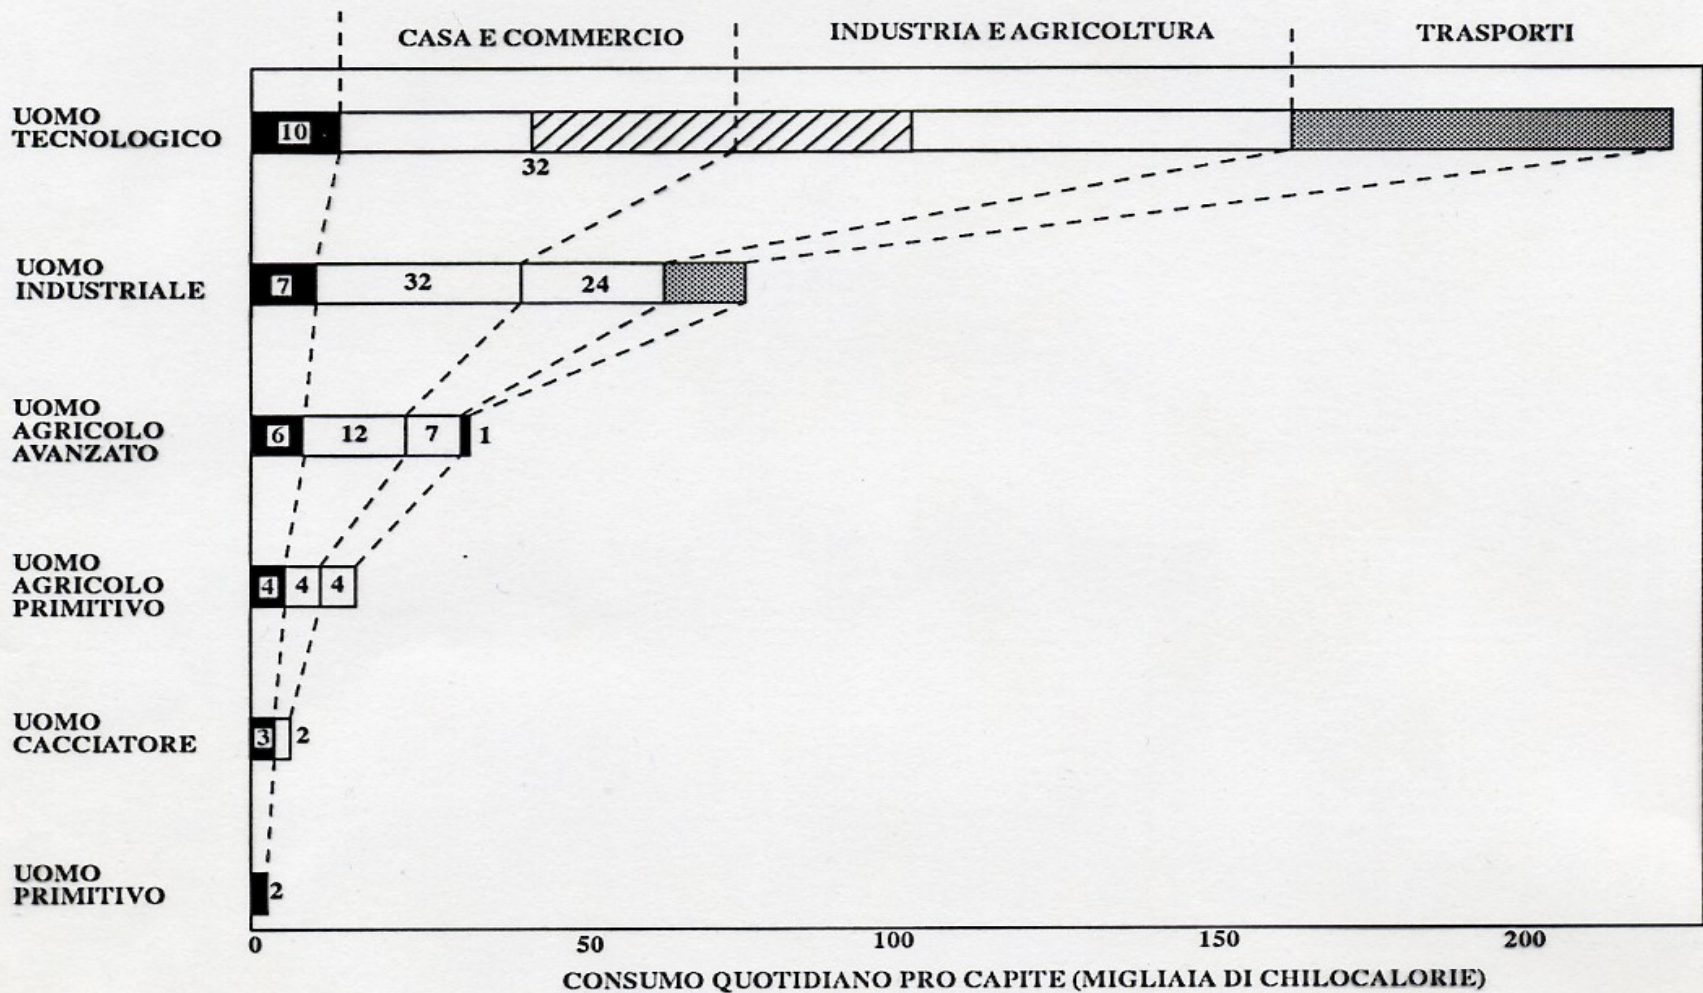 CASA E COMMERCIO
INDUSTRIA E AGRICOLTURA
TRASPORTI
UOMO
TECNOLOGICO
10
32
UOMO
INDUSTRIALE
7
32
24
UOMO
AGRICOLO
AVANZATO
6
12
7
1
UOMO
AGRICOLO
PRIMITIVO
4
4
4
UOMO
CACCIATORE
3
2
UOMO
PRIMITIVO
2
0
50
100
150
200
CONSUMO QUOTIDIANO PRO CAPITE (MIGLIAIA DI CHILOCALORIE)